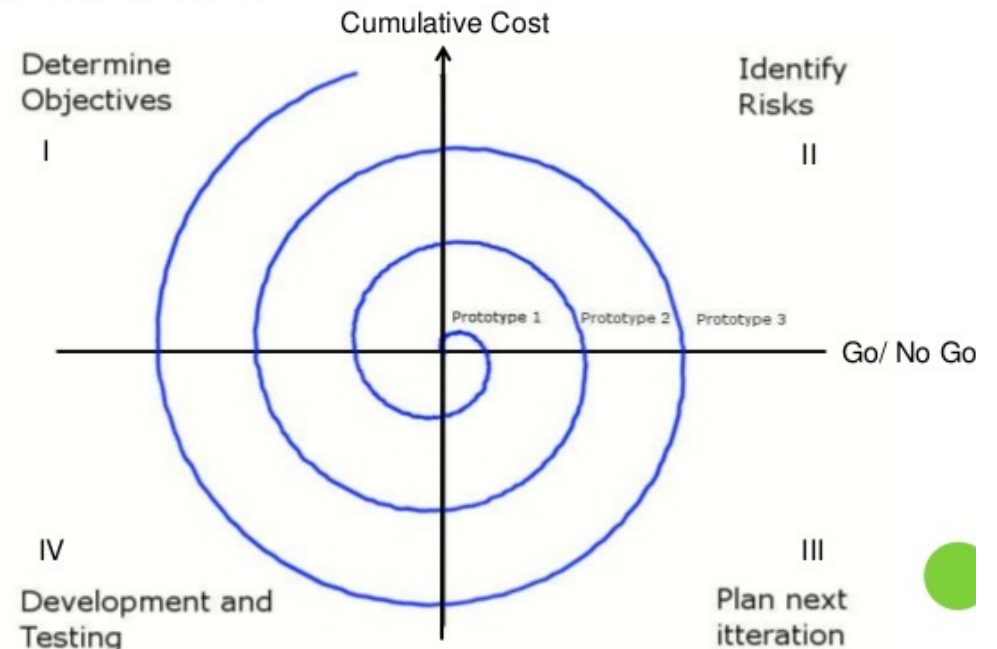 Cumulative Cost
Determine
Objectives
I
Identify
Risks
II
Prototype 1
Prototype 2
Prototype 3
Go/ No Go
IV
Development and
Testing
III
Plan next
itteration